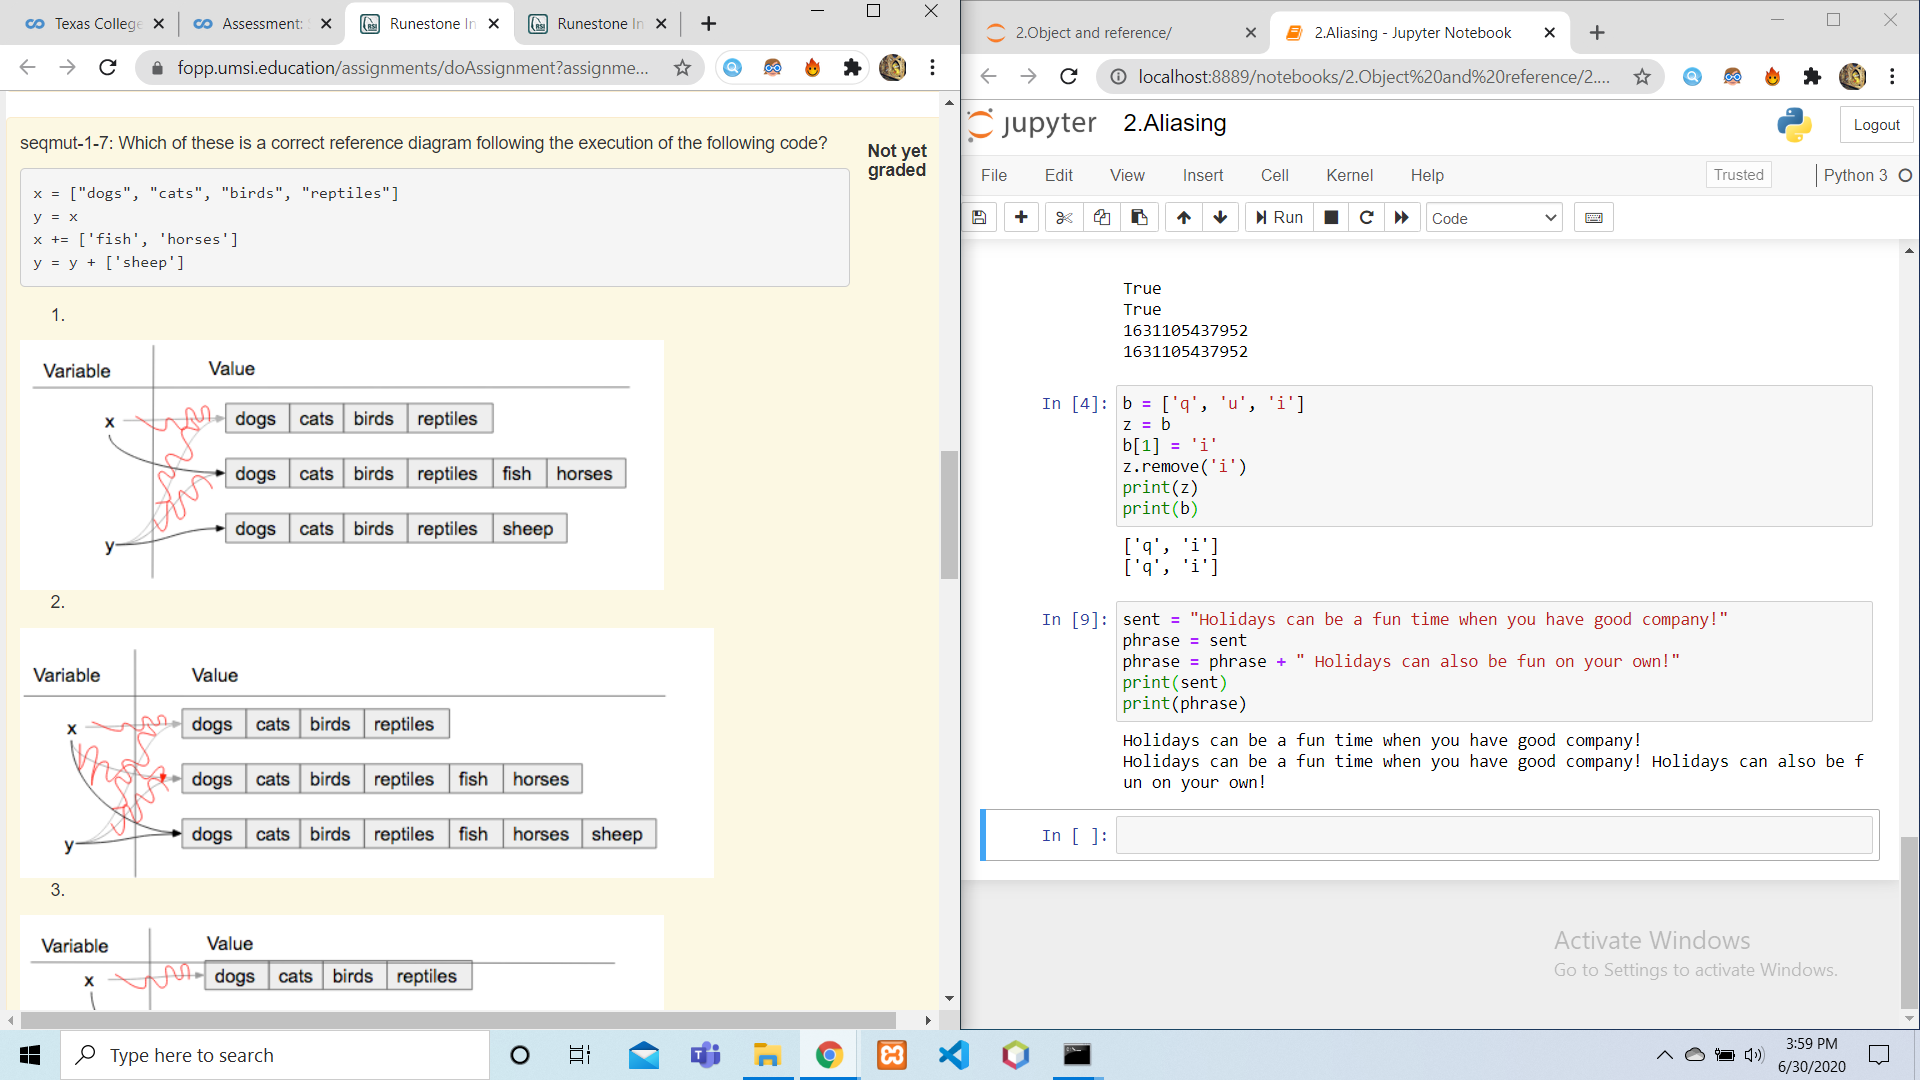 Texas College
Assessment:
Runestone In
Runestone In
fopp.umsi.education/assignments/doAssignment?assignme...
seqmut-1-7: Which of these is a correct reference diagram following the execution of the following code?
Not yet
graded
x = ["dogs", "cats", "birds", "reptiles"]
y = x
x += ['fish', 'horses']
y = y + ['sheep']
1.
Variable Value
x dogs cats birds reptiles
dogs cats birds reptiles fish horses
y dogs cats birds reptiles sheep
2.
Variable Value
x dogs cats birds reptiles
dogs cats birds reptiles fish horses
y dogs cats birds reptiles fish horses sheep
3.
Variable Value
x dogs cats birds reptiles
2.Object and reference/
2.Aliasing - Jupyter Notebook
localhost:8889/notebooks/2.Object%20and%20reference/2....
jupyter 2.Aliasing
Logout
File Edit View Insert Cell Kernel Help
Trusted Python 3
Run Code
True
True
1631105437952
1631105437952
In [4]:
b = ['q', 'u', 'i']
z = b
b[1] = 'i'
z.remove('i')
print(z)
print(b)
['q', 'i']
['q', 'i']
In [9]:
sent = "Holidays can be a fun time when you have good company!"
phrase = sent
phrase = phrase + " Holidays can also be fun on your own!"
print(sent)
print(phrase)
Holidays can be a fun time when you have good company!
Holidays can be a fun time when you have good company! Holidays can also be f
un on your own!
In [ ]:
Activate Windows
Go to Settings to activate Windows.
Type here to search
3:59 PM
6/30/2020